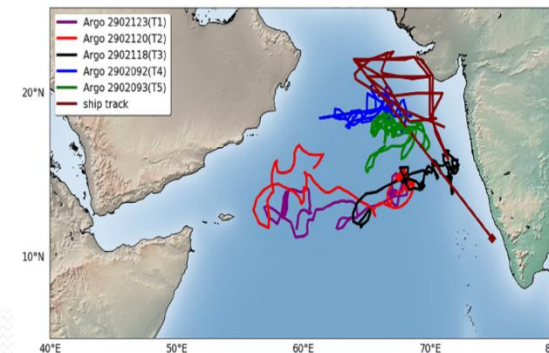 Argo 2902123(T1)
Argo 2902120(T2)
Argo 2902118(T3)
Argo 2902092(T4)
Argo 2902093(T5)
ship track
20°N
10°N
40°E
50°E
60°E
70°E